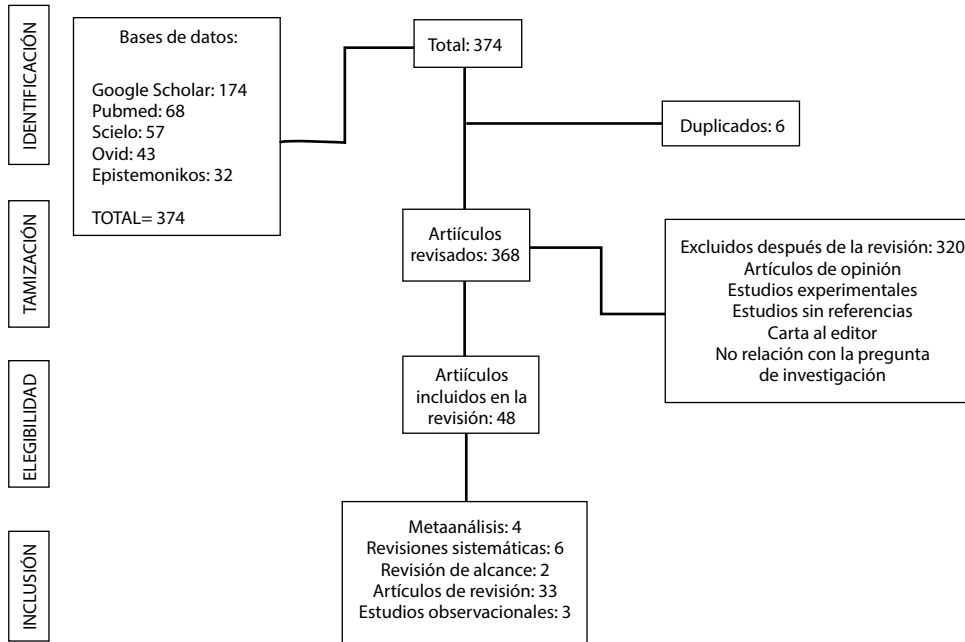 IDENTIFICACIÓN
Bases de datos:
Google Scholar: 174
Pubmed: 68
Scielo: 57
Ovid: 43
Epistemonikos: 32
TOTAL= 374
Total: 374
Duplicados: 6
TAMIZACIÓN
Artiículos
revisados: 368
Excluidos después de la revisión: 320
Artículos de opinión
Estudios experimentales
Estudios sin referencias
Carta al editor
No relación con la pregunta
de investigación
ELEGIBILIDAD
Artiículos
incluidos en la
revisión: 48
INCLUSIÓN
Metaanálisis: 4
Revisiones sistemáticas: 6
Revisión de alcance: 2
Artículos de revisión: 33
Estudios observacionales: 3